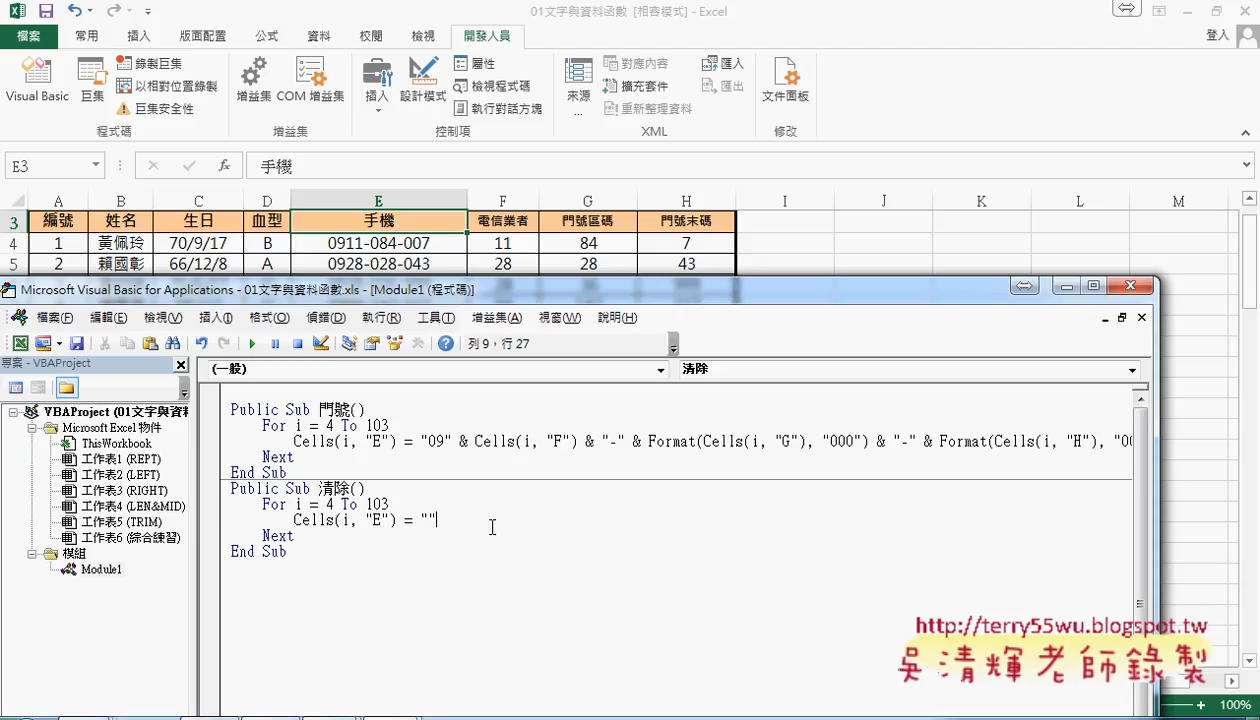 01文字與資料函數 [相容模式] - Excel
檔案 常用 插入 版面配置 公式 資料 校閱 檢視 開發人員 登入
Visual Basic 巨集 錄製巨集 以相對位置錄製 巨集安全性 程式碼
增益集 COM 增益集 增益集
插入 設計模式 屬性 檢視程式碼 執行對話方塊 控制項
來源... 對應內容 擴充套件 重新整理資料 匯入 匯出 XML
文件面板 修改
E3 fx 手機
A B C D E F G H I J K L M
3 編號 姓名 生日 血型 手機 電信業者 門號區碼 門號末碼
4 1 黃佩玲 70/9/17 B 0911-084-007 11 84 7
5 2 賴國彰 66/12/8 A 0928-028-043 28 28 43
Microsoft Visual Basic for Applications - 01文字與資料函數.xls - [Module1 (程式碼)]
檔案(F) 編輯(E) 檢視(V) 插入(I) 格式(O) 偵錯(D) 執行(R) 工具(T) 增益集(A) 視窗(W) 說明(H)
列 9，行 27
專案 - VBAProject
(一般) 清除
VBAProject (01文字與資料
Microsoft Excel 物件
ThisWorkbook
工作表1 (REPT)
工作表2 (LEFT)
工作表3 (RIGHT)
工作表4 (LEN&MID)
工作表5 (TRIM)
工作表6 (綜合練習)
模組
Module1
Public Sub 門號()
For i = 4 To 103
Cells(i, "E") = "09" & Cells(i, "F") & "-" & Format(Cells(i, "G"), "000") & "-" & Format(Cells(i, "H"), "00
Next
End Sub
Public Sub 清除()
For i = 4 To 103
Cells(i, "E") = ""
Next
End Sub
http://terry55wu.blogspot.tw
吳清輝老師錄製
100%